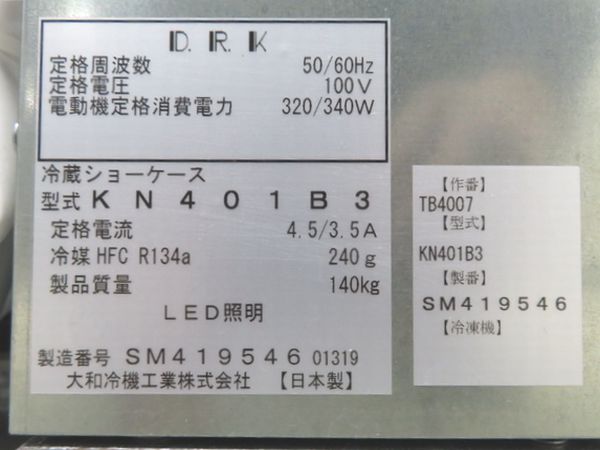 D.R.K
定格周波数 50/60Hz
定格電圧 100V
電動機定格消費電力 320/340W
冷蔵ショーケース
型式 KN401B3
定格電流 4.5/3.5A
冷媒 HFC R134a 240g
製品質量 140kg
LED照明
製造番号 SM419546 01319
大和冷機工業株式会社 【日本製】
【作番】
TB4007
【型式】
KN401B3
【製番】
SM419546
【冷凍機】